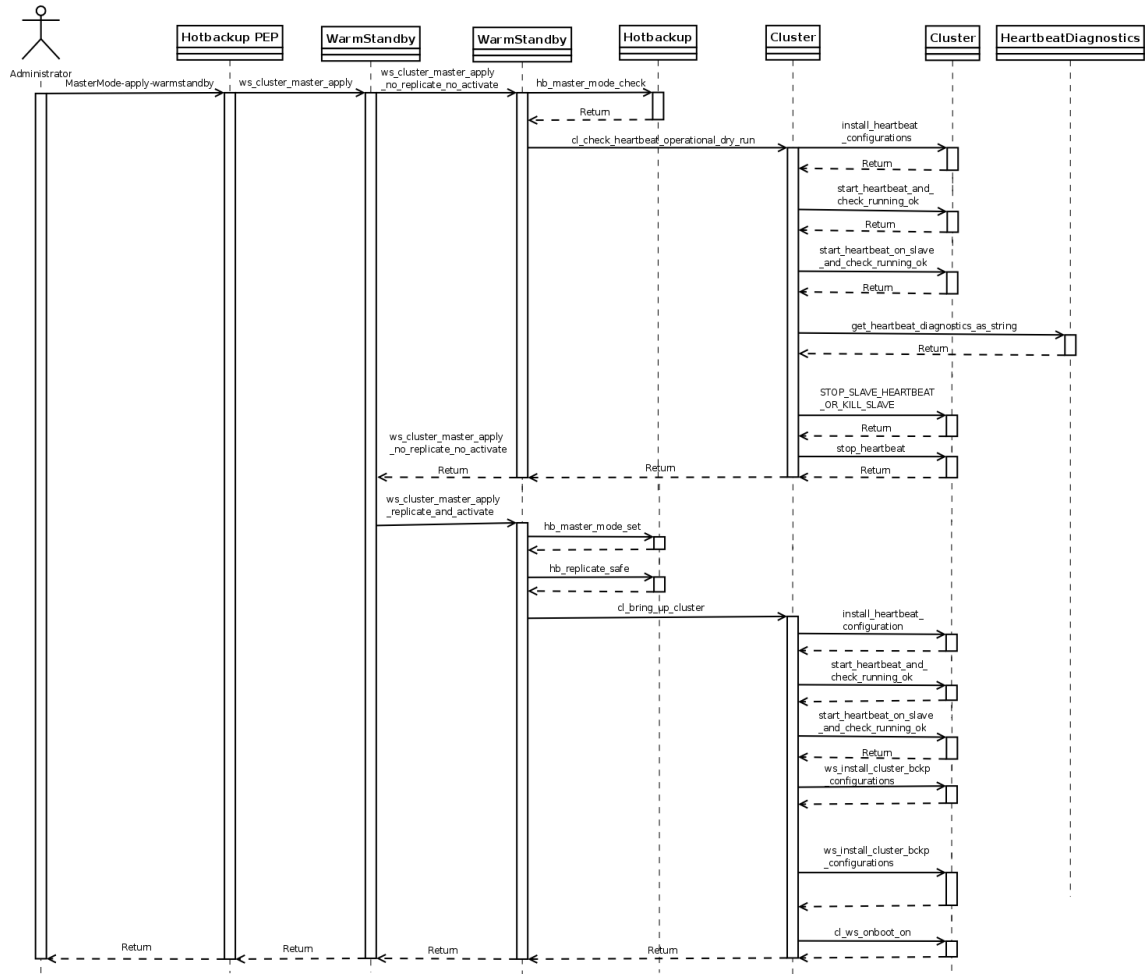 Hotbackup PEP
WarmStandby
WarmStandby
Hotbackup
Cluster
Cluster
HeartbeatDiagnostics
Administrator
MasterMode-apply-warmstandby
ws_cluster_master_apply
ws_cluster_master_apply
_no_replicate_no_activate
hb_master_mode_check
Return
cl_check_heartbeat_operational_dry_run
install_heartbeat
_configurations
Return
start_heartbeat_and_
check_running_ok
Return
start_heartbeat_on_slave
_and_check_running_ok
Return
get_heartbeat_diagnostics_as_string
Return
STOP_SLAVE_HEARTBEAT
_OR_KILL_SLAVE
Return
stop_heartbeat
Return
Return
ws_cluster_master_apply
_no_replicate_no_activate
Return
ws_cluster_master_apply
_replicate_and_activate
hb_master_mode_set
hb_replicate_safe
cl_bring_up_cluster
install_heartbeat_
configuration
start_heartbeat_and_
check_running_ok
start_heartbeat_on_slave
_and_check_running_ok
Return
ws_install_cluster_bckp
_configurations
ws_install_cluster_bckp
_configurations
cl_ws_onboot_on
Return
Return
Return
Return